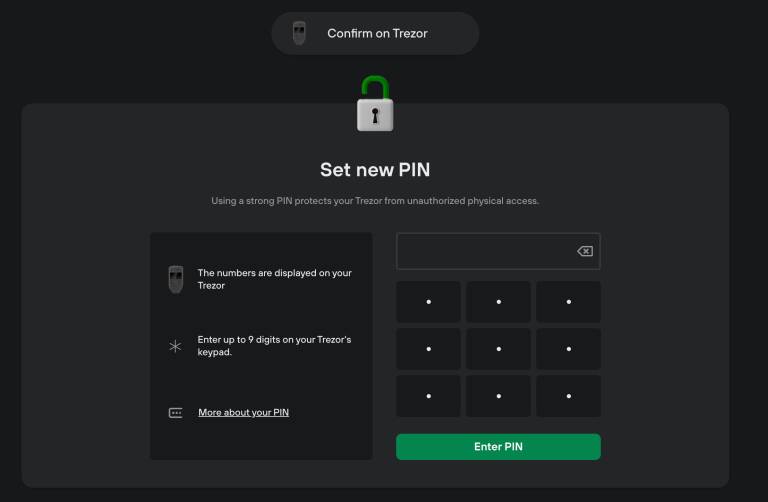 Confirm on Trezor
Set new PIN
Using a strong PIN protects your Trezor from unauthorized physical access.
The numbers are displayed on your
Trezor
Enter up to 9 digits on your Trezor's
keypad.
More about your PIN
Enter PIN